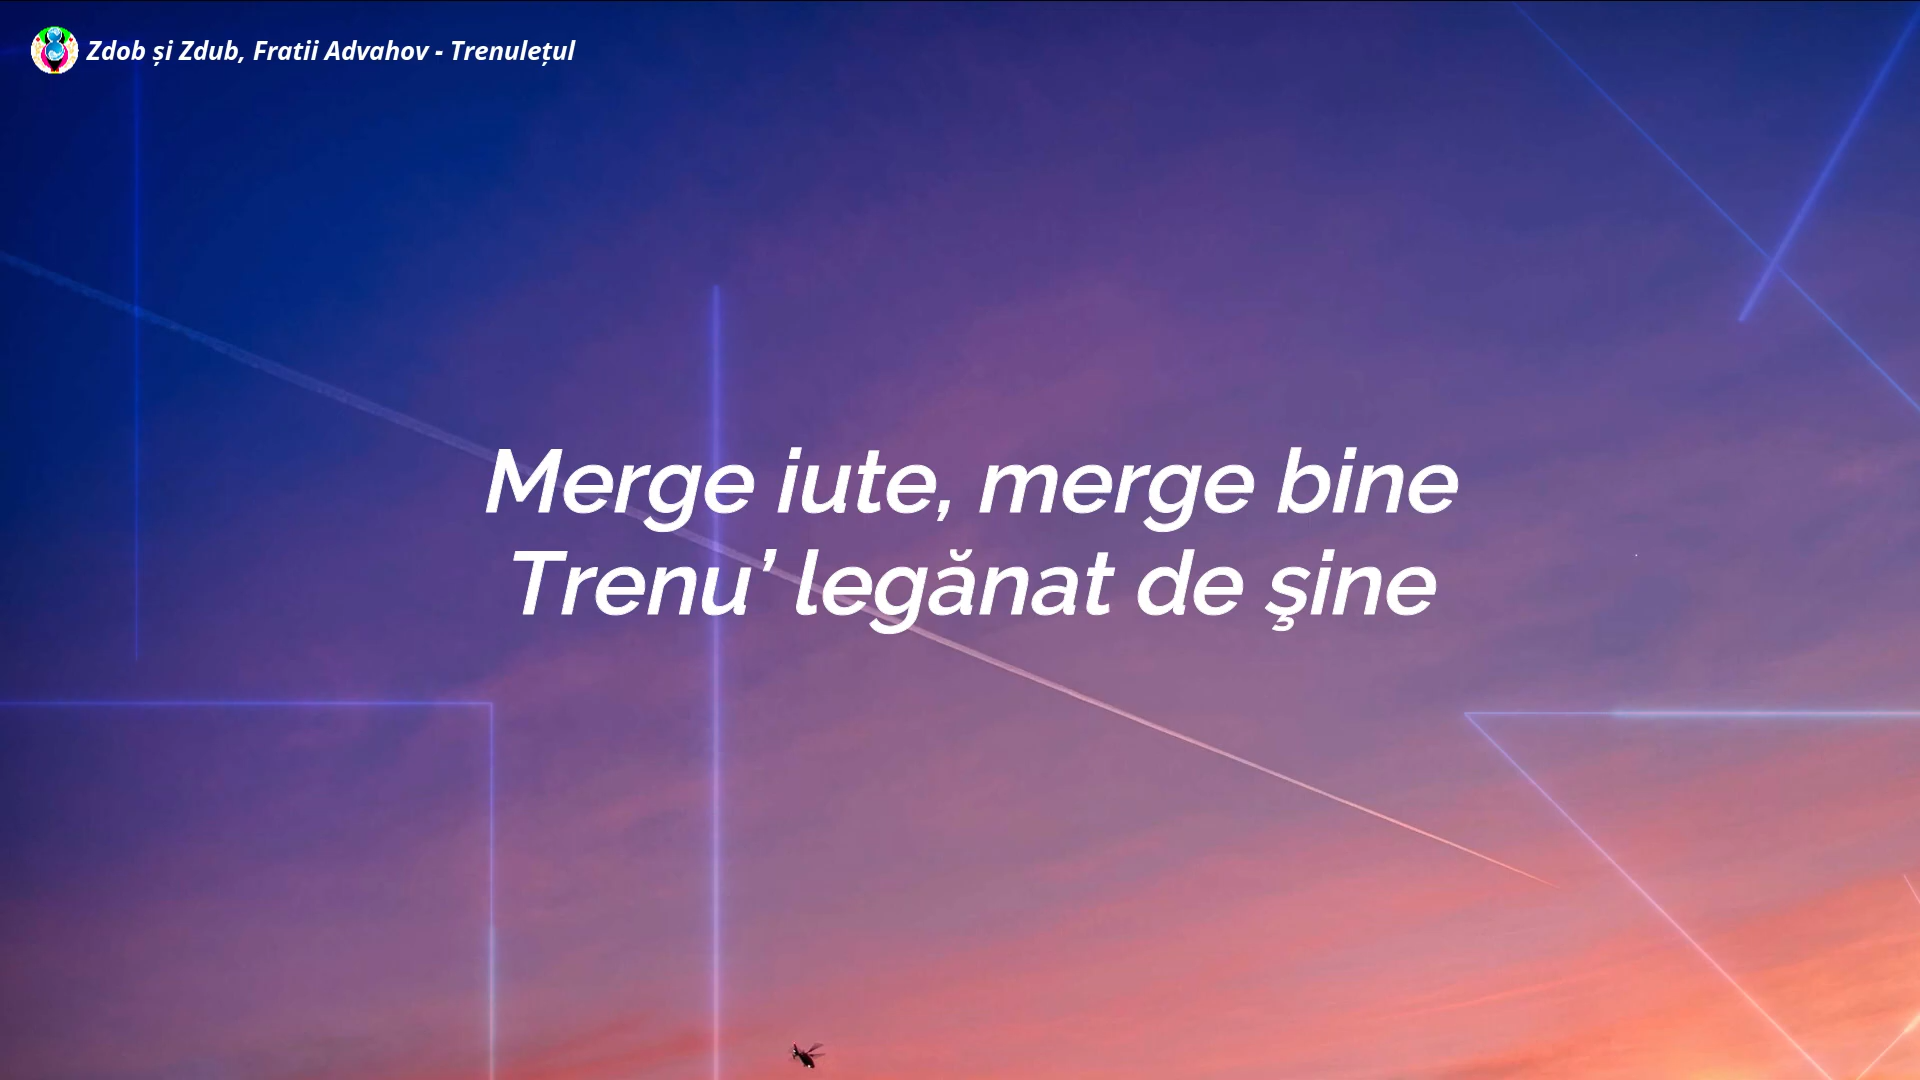 Zdob și Zdub, Fratii Advahov - Trenulețul
Merge iute, merge bine
Trenu’ legănat de şine